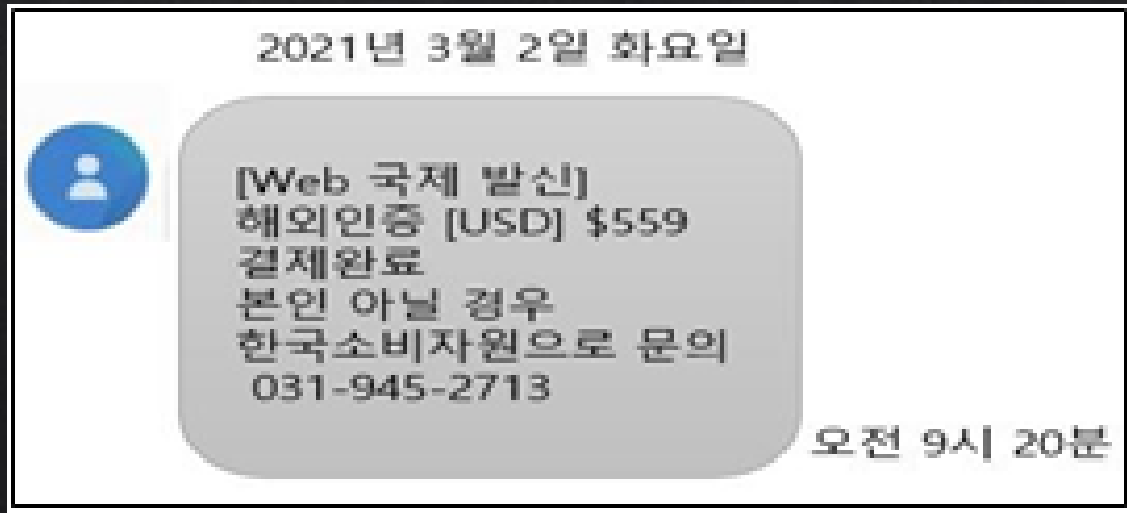 2021년 3월 2일 화요일
[Web 국제 발신]
해외인증 [USD] $559
결제완료
본인 아닐 경우
한국소비자원으로 문의
031-945-2713
오전 9시 20분